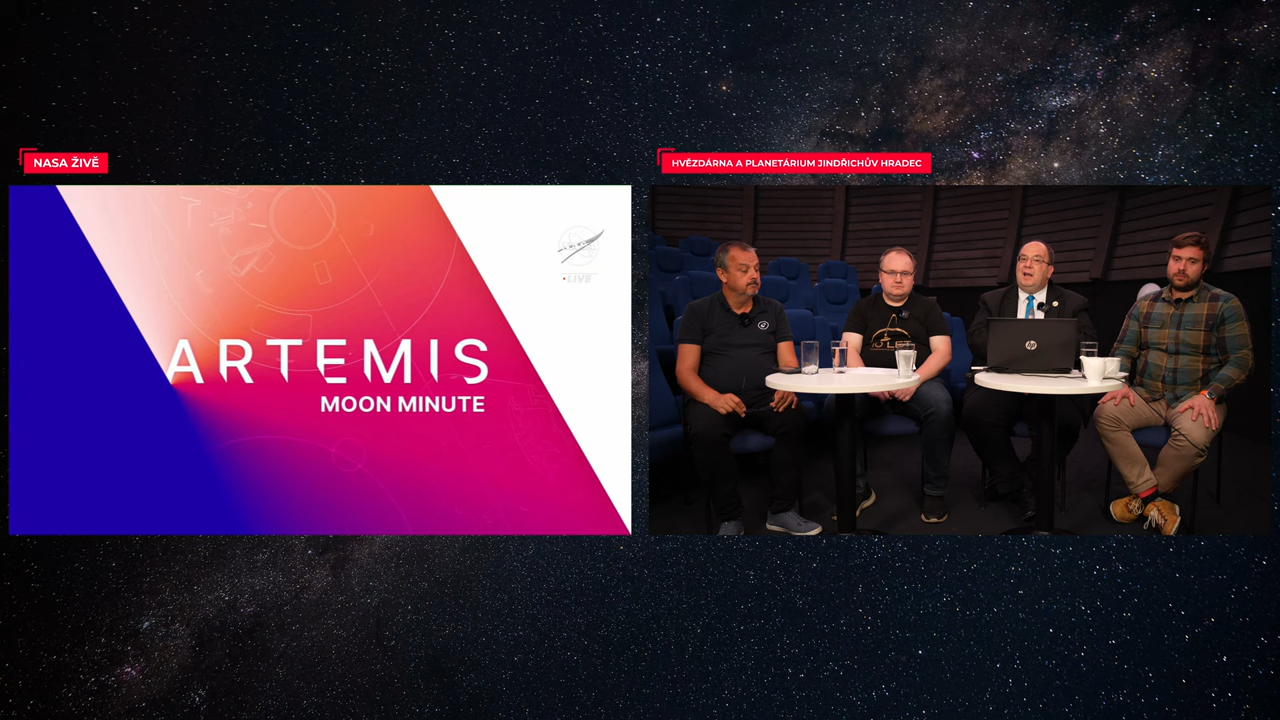 NASA ŽIVĚ
HVĚZDÁRNA A PLANETÁRIUM JINDŘICHŮV HRADEC
LIVE
ARTEMIS
MOON MINUTE
hp